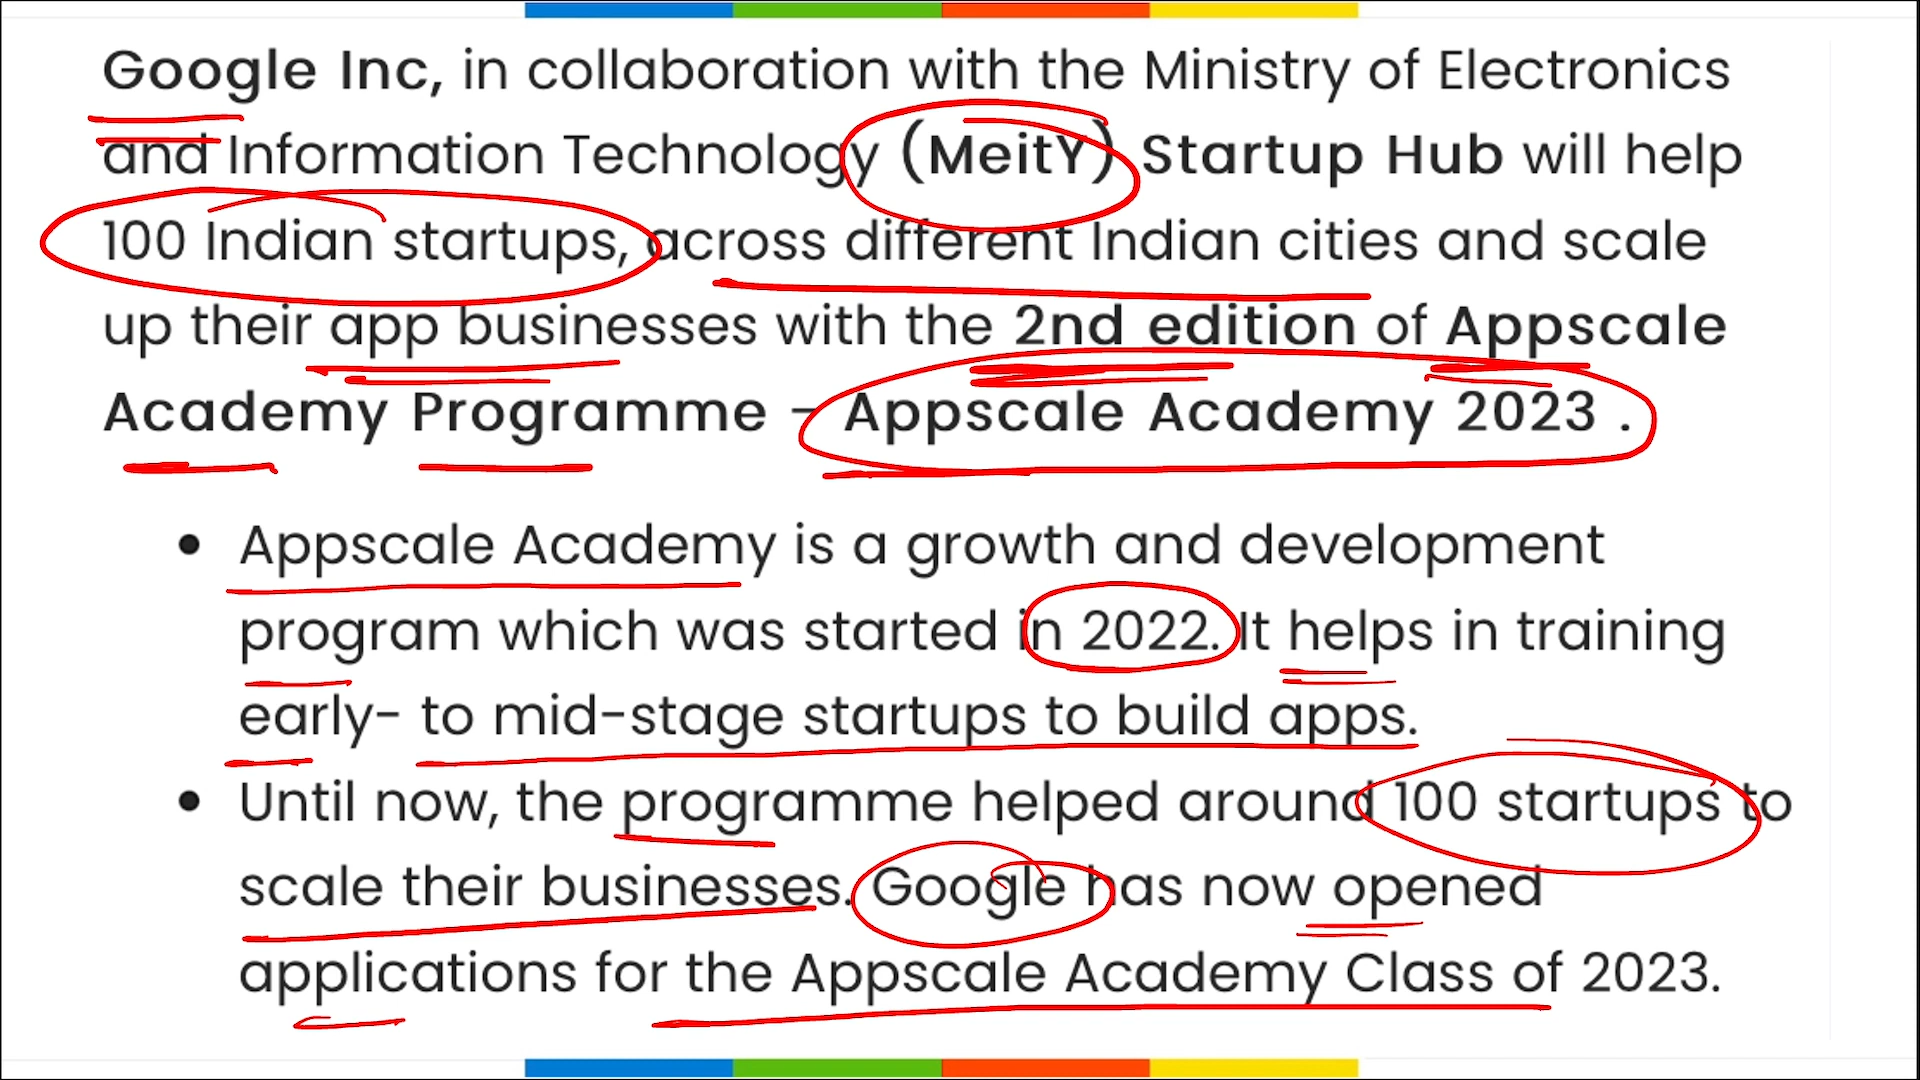 Google Inc, in collaboration with the Ministry of Electronics
and Information Technology (MeitY) Startup Hub will help
100 Indian startups, across different Indian cities and scale
up their app businesses with the 2nd edition of Appscale
Academy Programme – Appscale Academy 2023 .
• Appscale Academy is a growth and development
program which was started in 2022. It helps in training
early- to mid-stage startups to build apps.
• Until now, the programme helped around 100 startups to
scale their businesses. Google has now opened
applications for the Appscale Academy Class of 2023.